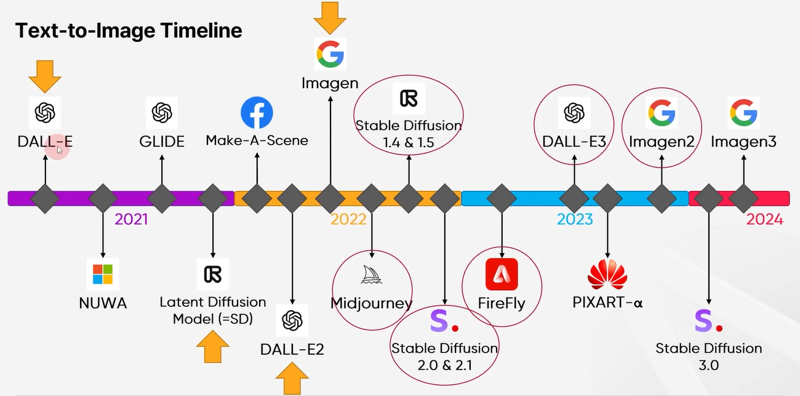 Text-to-Image Timeline
Imagen
DALL-E
GLIDE
Make-A-Scene
Stable Diffusion
1.4 & 1.5
DALL-E3
Imagen2
Imagen3
2021
2022
2023
2024
NUWA
Latent Diffusion
Model (=SD)
DALL-E2
Midjourney
S.
Stable Diffusion
2.0 & 2.1
FireFly
PIXART-α
S.
Stable Diffusion
3.0